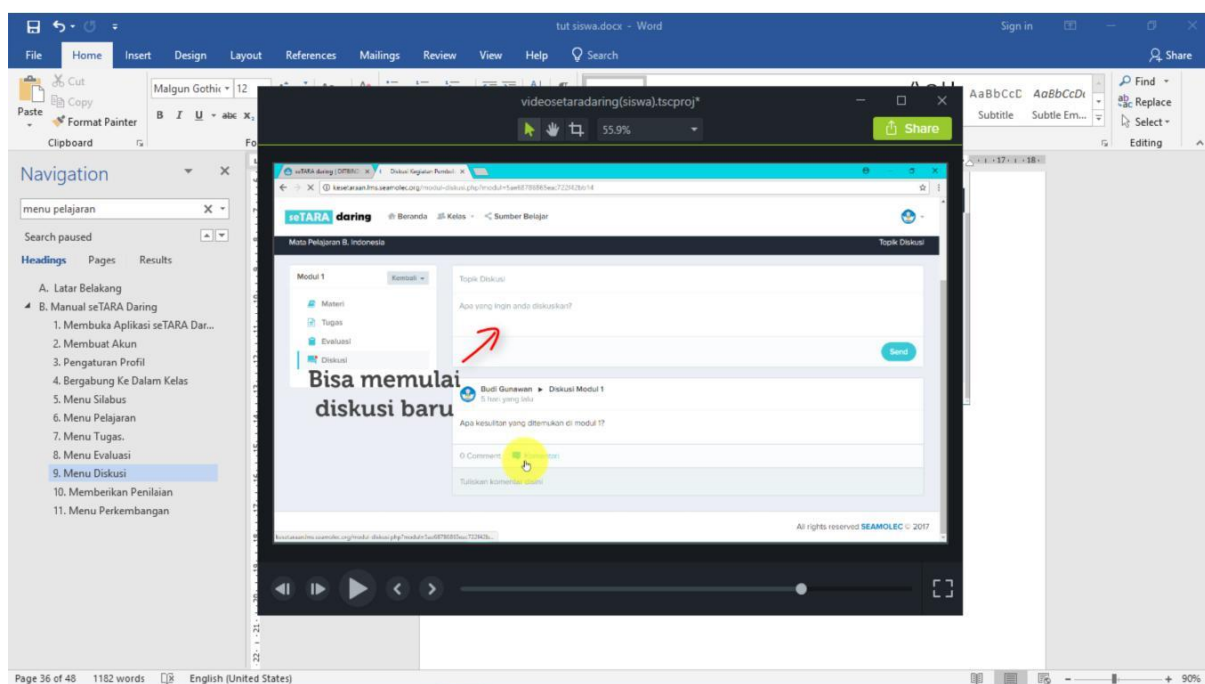 tut siswa.docx - Word
Sign in
File Home Insert Design Layout References Mailings Review View Help Search Share
Cut
Copy
Paste
Format Painter
Clipboard
Malgun Gothic 12
B I U abc X₂
videosetaradaring(siswa).tscproj*
55.9%
Share
AaBbCcD AaBbCcDc
Subtitle Subtle Em...
Find
Replace
Select
Editing
Navigation
menu pelajaran
Search paused
Headings Pages Results
A. Latar Belakang
B. Manual seTARA Daring
1. Membuka Aplikasi seTARA Dar...
2. Membuat Akun
3. Pengaturan Profil
4. Bergabung Ke Dalam Kelas
5. Menu Silabus
6. Menu Pelajaran
7. Menu Tugas.
8. Menu Evaluasi
9. Menu Diskusi
10. Memberikan Penilaian
11. Menu Perkembangan
seTARA daring Beranda Kelas Sumber Belajar
Mata Pelajaran B. Indonesia Topik Diskusi
Modul 1 Kembali
Materi
Tugas
Evaluasi
Diskusi
Topik Diskusi
Apa yang ingin anda diskusikan?
Send
Bisa memulai
diskusi baru
Budi Gunawan Diskusi Modul 1
5 hari yang lalu
Apa kesulitan yang ditemukan di modul 1?
0 Comment Komentari
Tuliskan komentar disini
All rights reserved SEAMOLEC © 2017
Page 36 of 48 1182 words English (United States) 90%